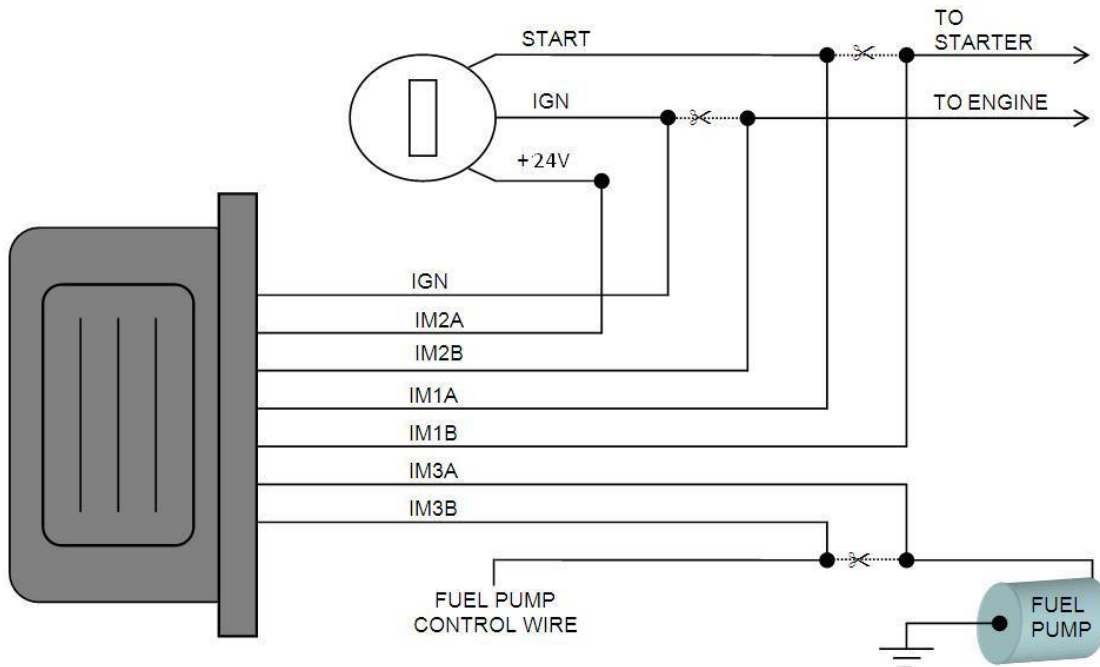 TO
STARTER
START
IGN
TO ENGINE
+24V
IGN
IM2A
IM2B
IM1A
IM1B
IM3A
IM3B
FUEL PUMP
CONTROL WIRE
FUEL
PUMP